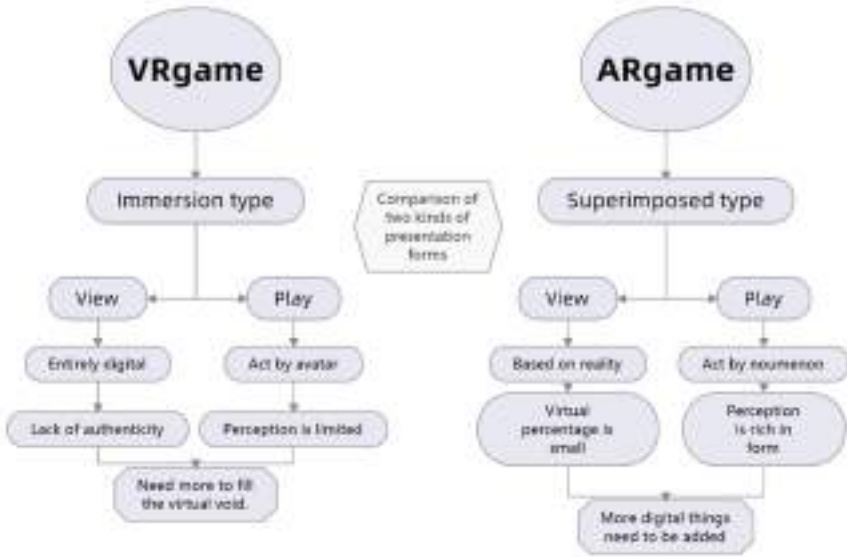 VRgame
ARgame
Immersion type
Comparison of
two kinds of
presentation
forms
Superimposed type
View
Play
View
Play
Entirely digital
Act by avatar
Based on reality
Act by noumenon
Lack of authenticity
Perception is limited
Virtual
percentage is
small
Perception
is rich in
form
Need more to fill
the virtual void.
More digital things
need to be added